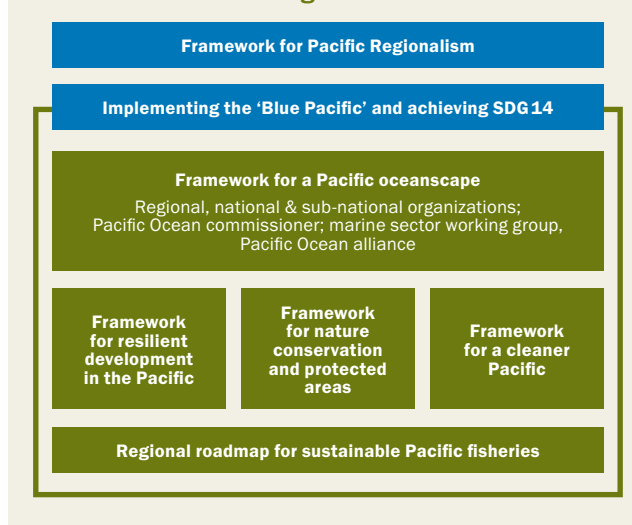 Framework for Pacific Regionalism
Implementing the ‘Blue Pacific’ and achieving SDG 14
Framework for a Pacific oceanscape
Regional, national & sub-national organizations;
Pacific Ocean commissioner; marine sector working group,
Pacific Ocean alliance
Framework
for resilient
development
in the Pacific
Framework
for nature
conservation
and protected
areas
Framework
for a cleaner
Pacific
Regional roadmap for sustainable Pacific fisheries